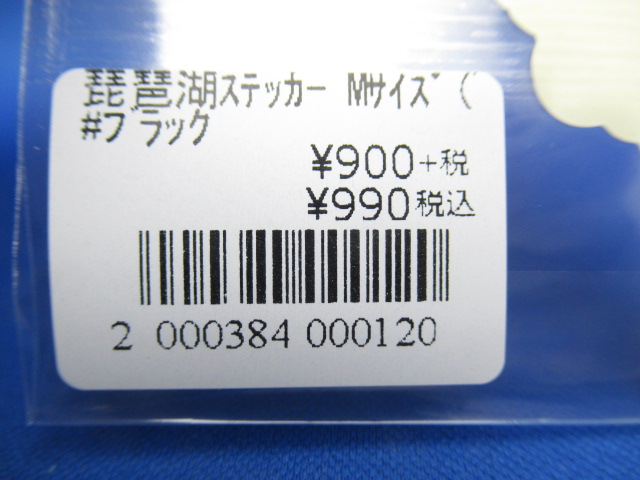 琵琶湖ステッカー Mサイズ (
#ブラック
¥900+税
¥990税込
2 000384 000120